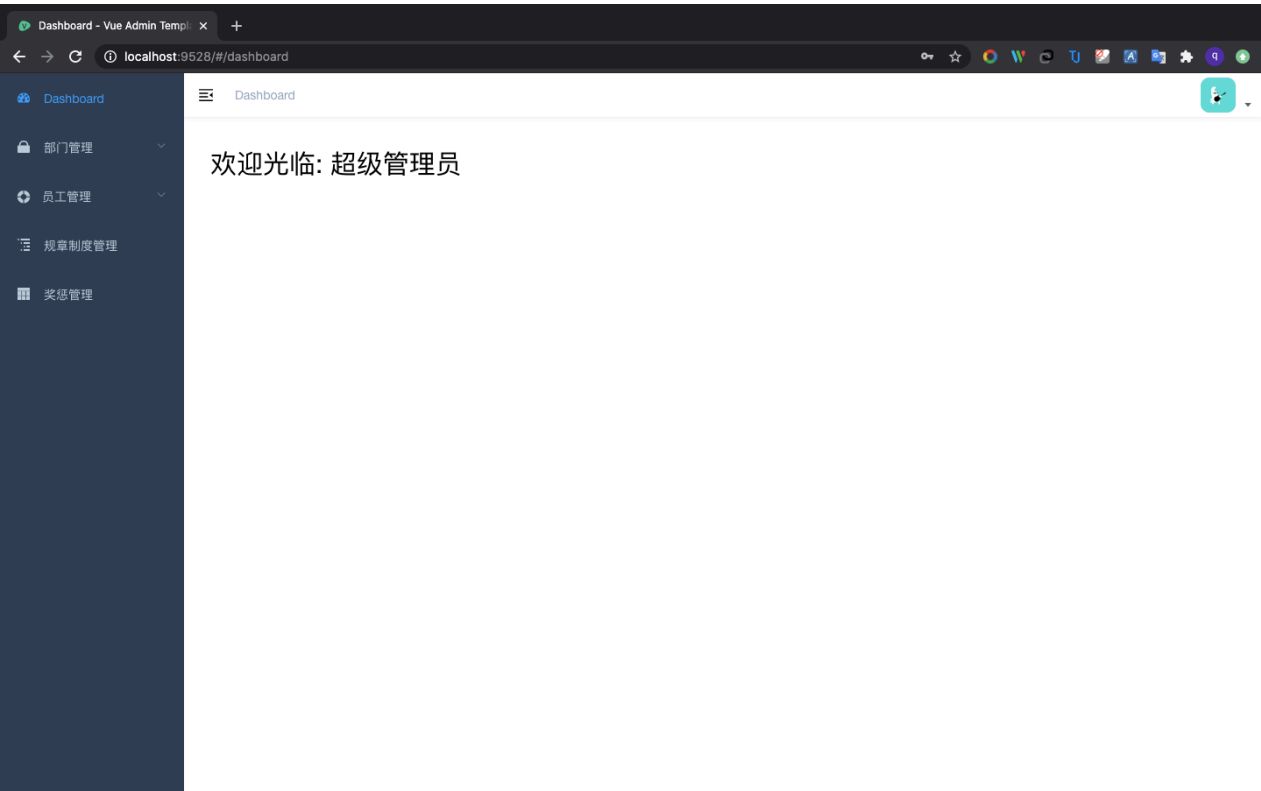 Dashboard - Vue Admin Templ
localhost:9528/#/dashboard
Dashboard
Dashboard
部门管理
欢迎光临: 超级管理员
员工管理
规章制度管理
奖惩管理